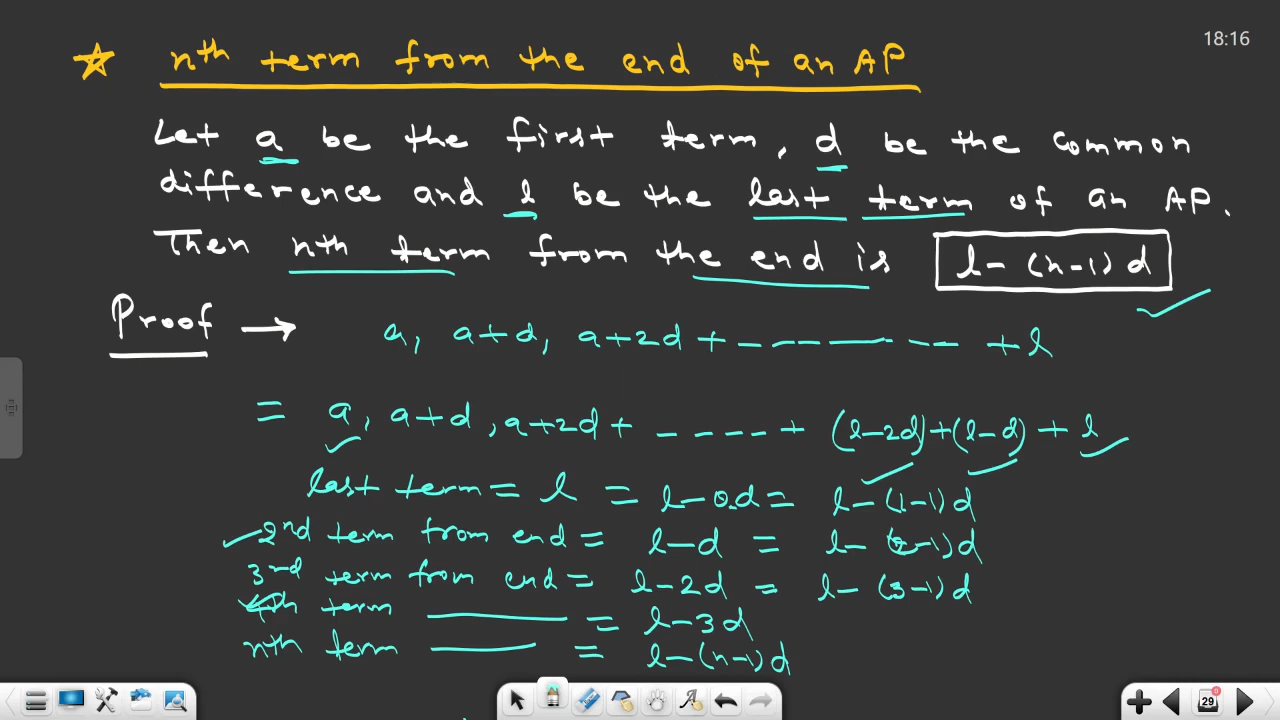 18:16
nth term from the end of an AP
Let a be the first term, d be the common
difference and l be the last term of an AP.
Then nth term from the end is l-(n-1)d
Proof → a, a+d, a+2d+ ------- +l
= a, a+d, a+2d+ ---- + (l-2d)+(l-d)+l
last term = l = l-0.d = l-(1-1)d
2nd term from end = l-d = l-(2-1)d
3rd term from end = l-2d = l-(3-1)d
4th term ——— = l-3d
nth term ——— = l-(n-1)d
29
0